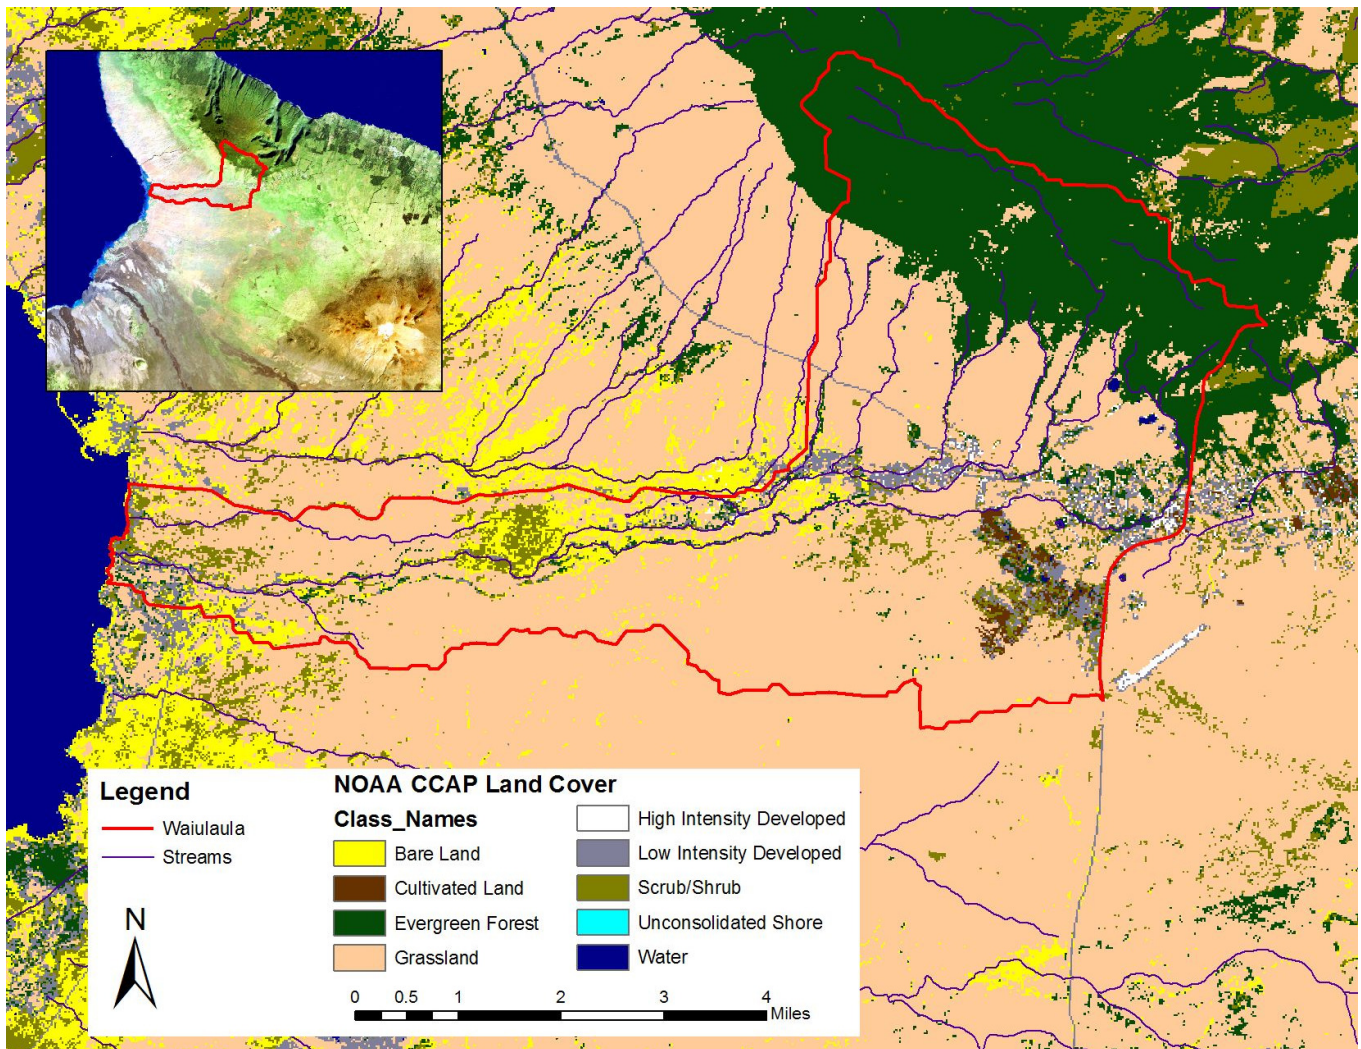 Legend
Waiulaula
Streams
N
NOAA CCAP Land Cover
Class_Names
Bare Land
Cultivated Land
Evergreen Forest
Grassland
High Intensity Developed
Low Intensity Developed
Scrub/Shrub
Unconsolidated Shore
Water
0 0.5 1 2 3 4
Miles